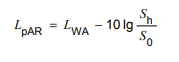 L_pAR = L_WA − 10 lg S_h / S_0